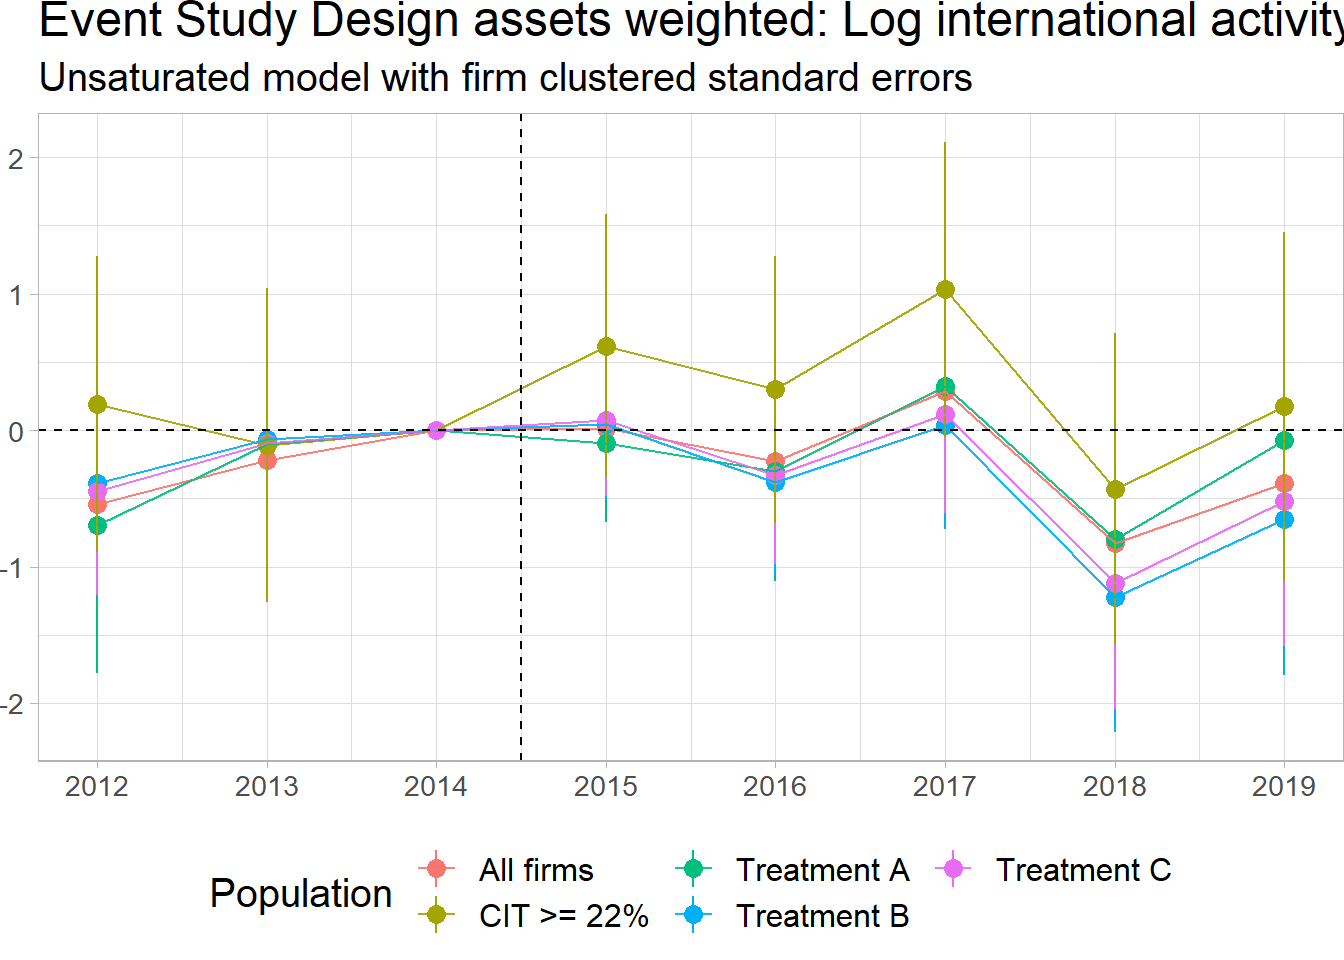 Event Study Design assets weighted: Log international activity
Unsaturated model with firm clustered standard errors
2
1
0
-1
-2
2012 2013 2014 2015 2016 2017 2018 2019
Population
All firms Treatment A Treatment C
CIT >= 22% Treatment B